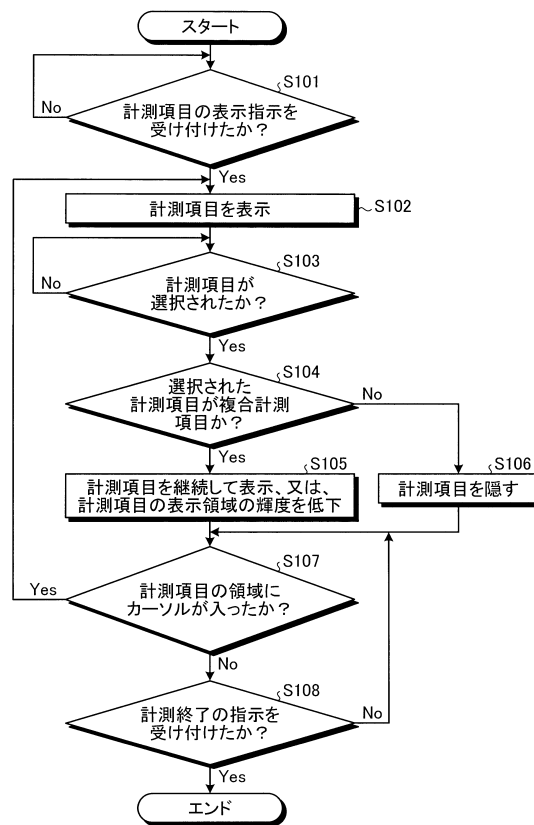 スタート
S101
計測項目の表示指示を
受け付けたか？
No
Yes
計測項目を表示
S102
S103
計測項目が
選択されたか？
No
Yes
S104
選択された
計測項目が複合計測
項目か？
No
Yes
S105
計測項目を継続して表示、又は、
計測項目の表示領域の輝度を低下
S106
計測項目を隠す
S107
計測項目の領域に
カーソルが入ったか？
Yes
No
S108
計測終了の指示を
受け付けたか？
No
Yes
エンド